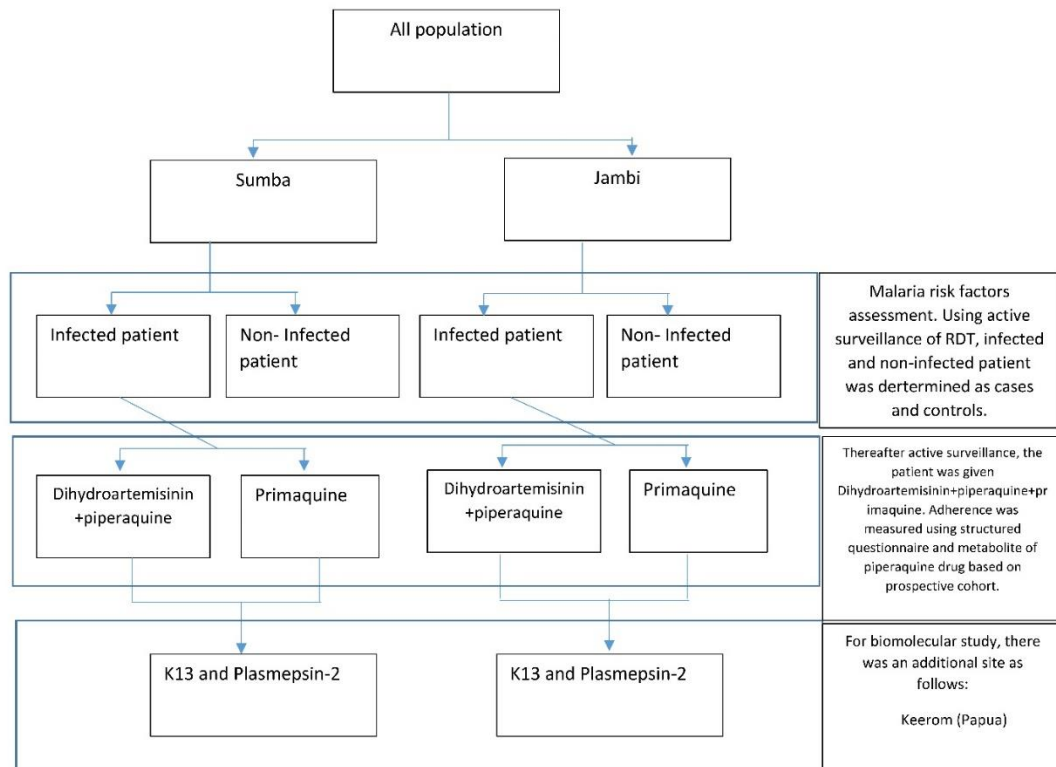 All population
Sumba
Jambi
Infected patient
Non- Infected
patient
Infected patient
Non- Infected
patient
Malaria risk factors
assessment. Using active
surveillance of RDT, infected
and non-infected patient
was dertermined as cases
and controls.
Dihydroartemisinin
+piperaquine
Primaquine
Dihydroartemisinin
+piperaquine
Primaquine
Thereafter active surveillance, the
patient was given
Dihydroartemisinin+piperaquine+pr
imaquine. Adherence was
measured using structured
questionnaire and metabolite of
piperaquine drug based on
prospective cohort.
K13 and Plasmepsin-2
K13 and Plasmepsin-2
For biomolecular study, there
was an additional site as
follows:
Keerom (Papua)